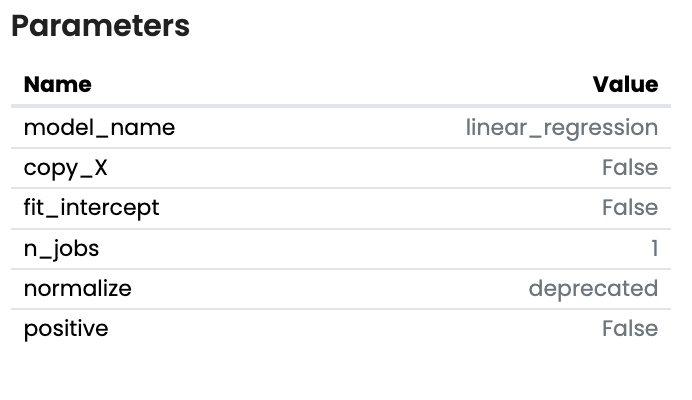 Parameters
Name Value
model_name linear_regression
copy_X False
fit_intercept False
n_jobs 1
normalize deprecated
positive False